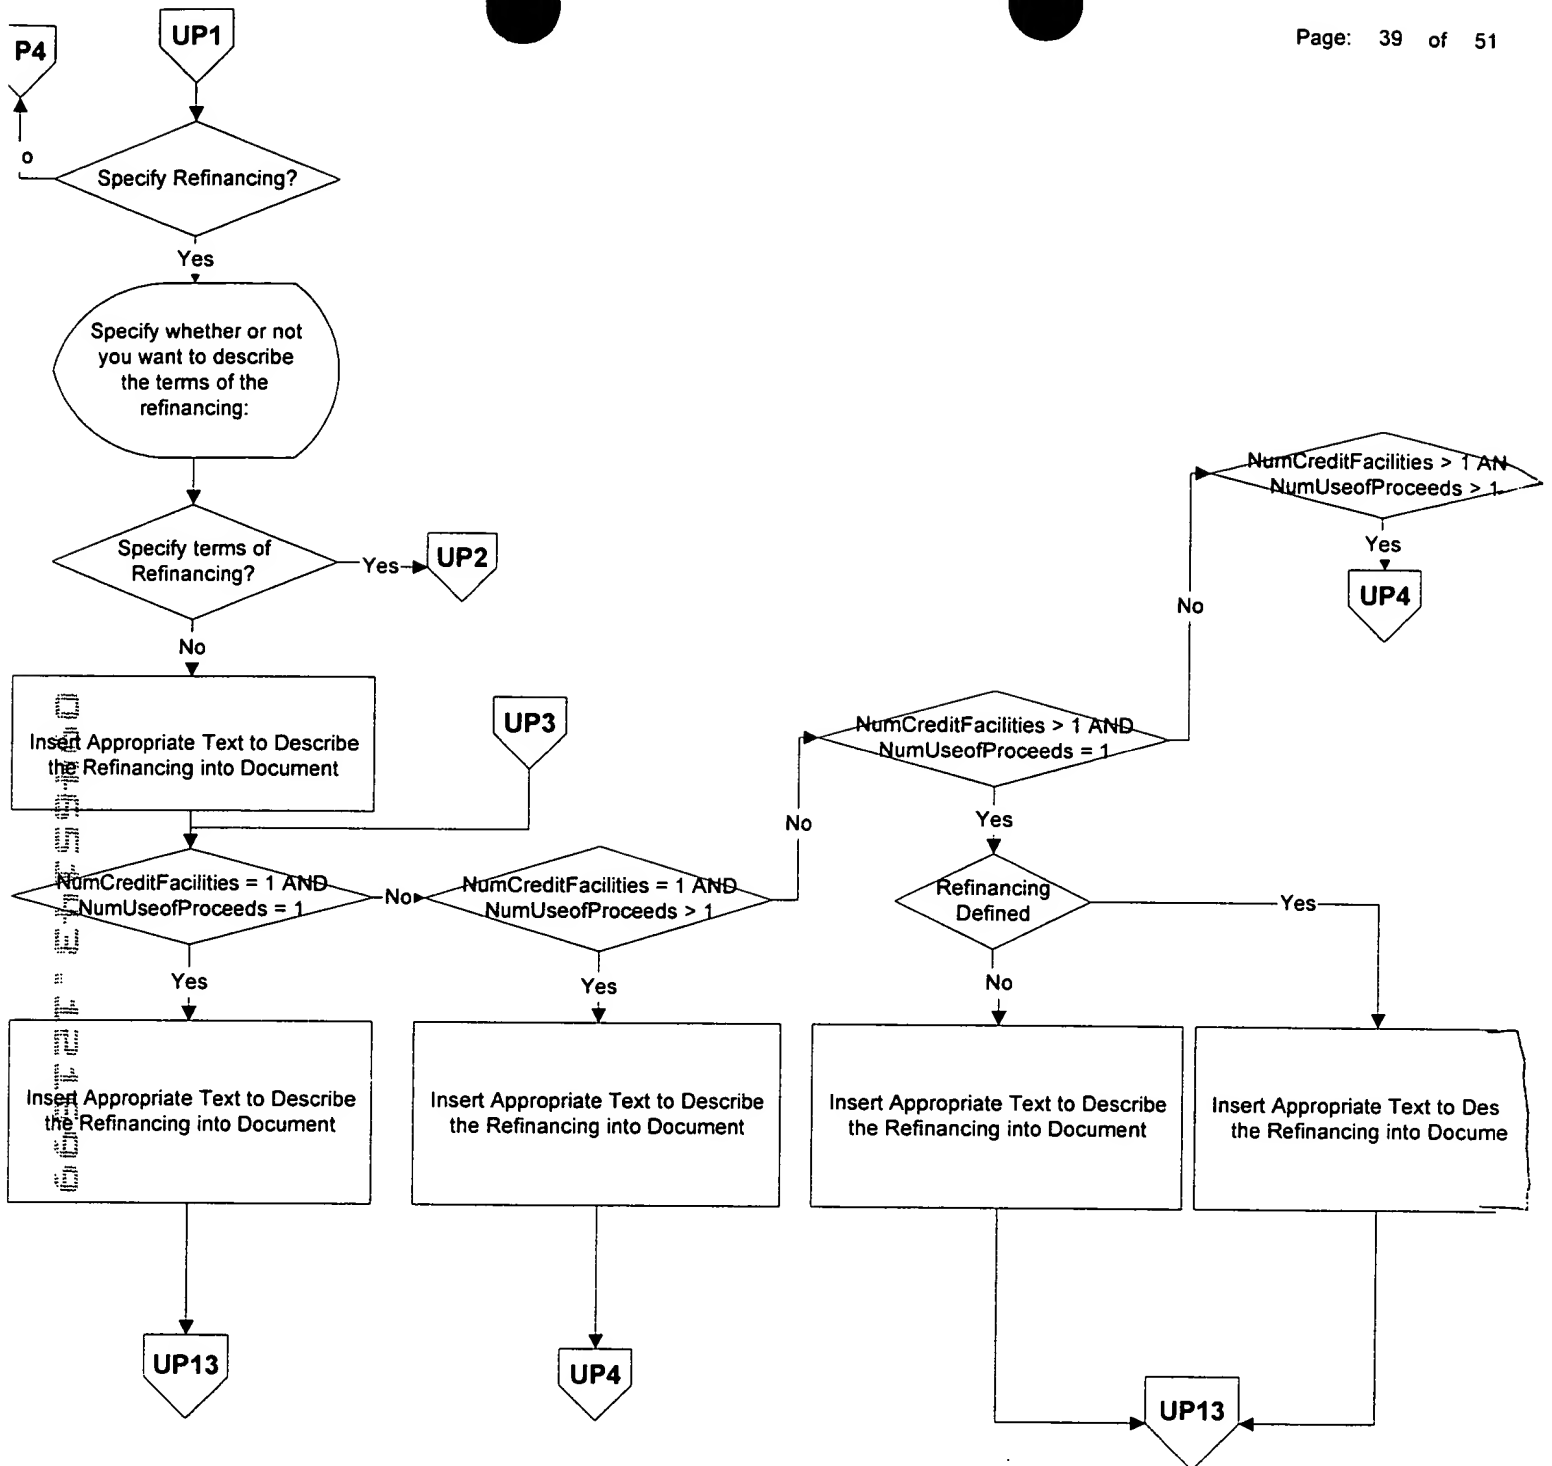 Page: 39 of 51
P4
UP1
o
Specify Refinancing?
Yes
Specify whether or not
you want to describe
the terms of the
refinancing:
Specify terms of
Refinancing?
Yes
UP2
No
Insert Appropriate Text to Describe
the Refinancing into Document
UP3
NumCreditFacilities = 1 AND
NumUseofProceeds = 1
No
NumCreditFacilities = 1 AND
NumUseofProceeds > 1
No
NumCreditFacilities > 1 AND
NumUseofProceeds = 1
No
NumCreditFacilities > 1 AN
NumUseofProceeds > 1
Yes
UP4
Yes
Refinancing
Defined
Yes
Yes
Yes
No
Insert Appropriate Text to Describe
the Refinancing into Document
Insert Appropriate Text to Describe
the Refinancing into Document
Insert Appropriate Text to Describe
the Refinancing into Document
Insert Appropriate Text to Des
the Refinancing into Docume
UP13
UP4
UP13